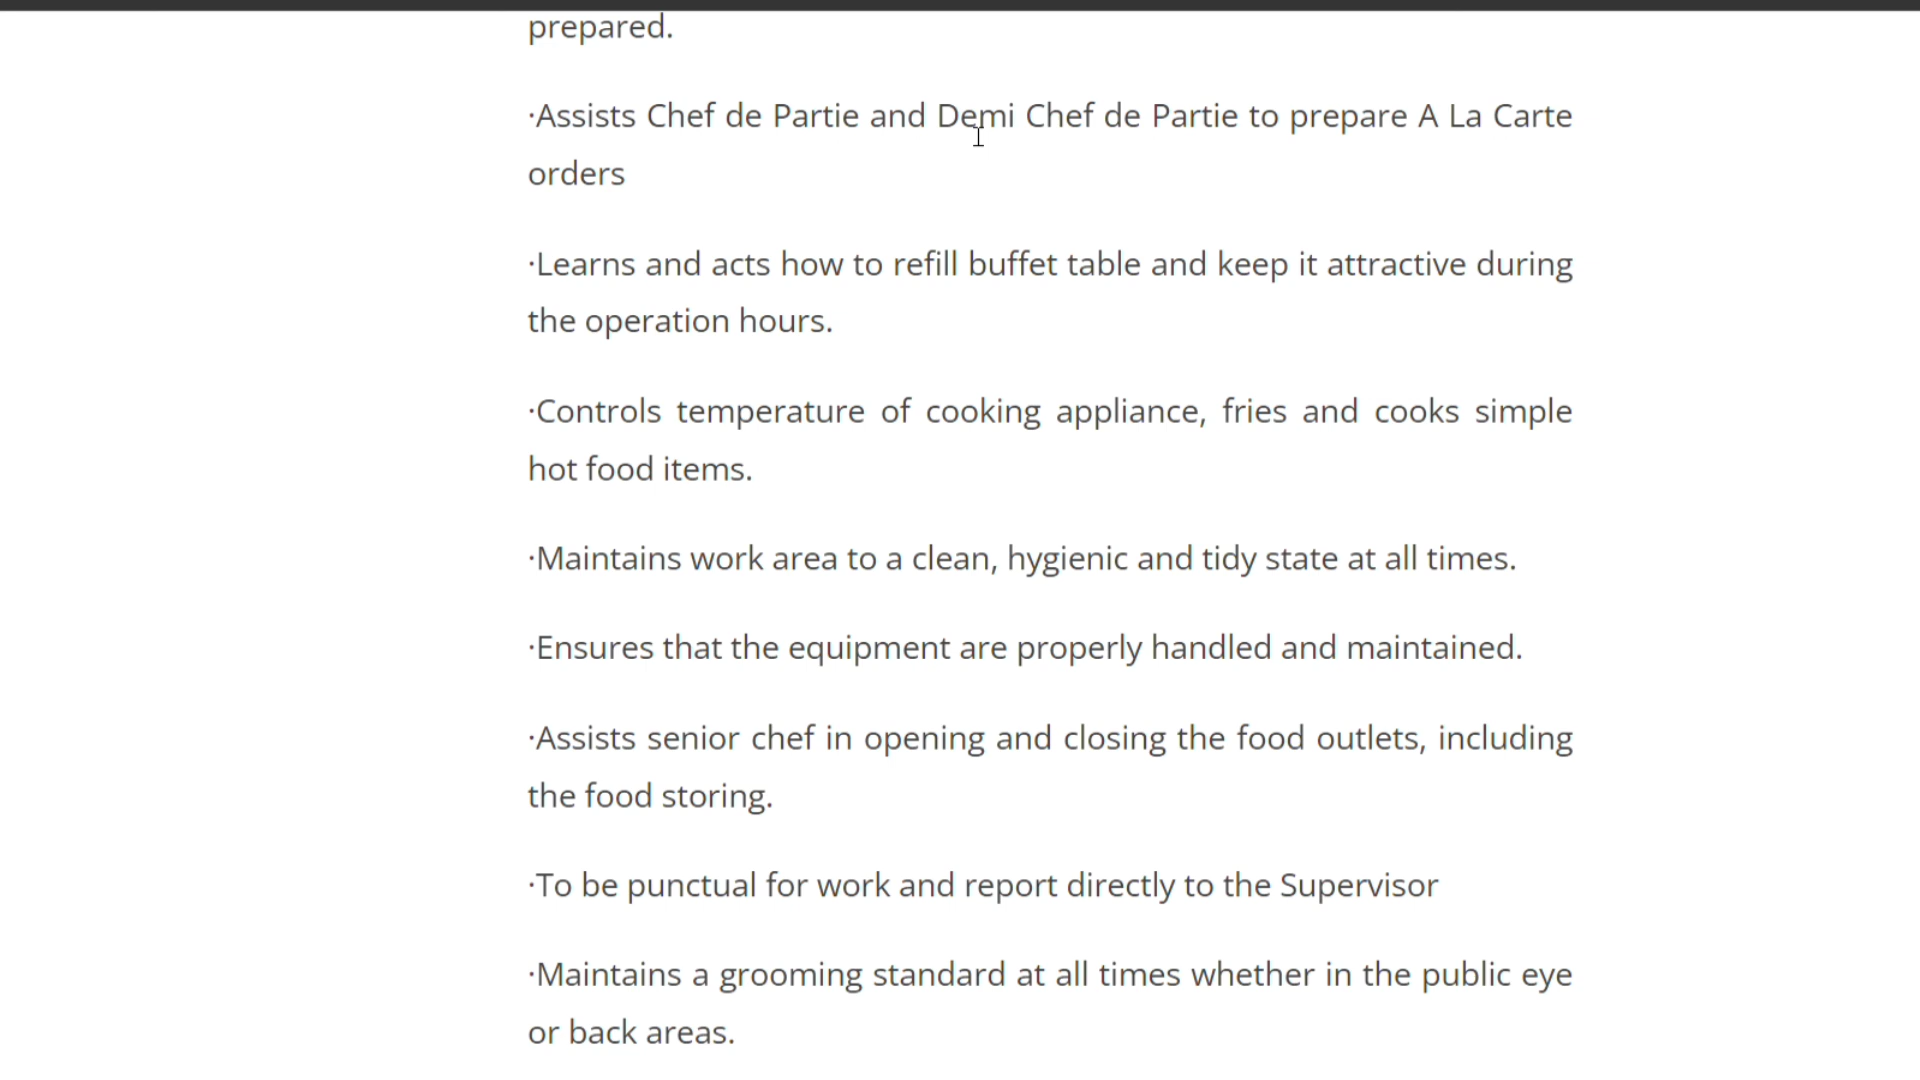 prepared.
·Assists Chef de Partie and Demi Chef de Partie to prepare A La Carte
orders
·Learns and acts how to refill buffet table and keep it attractive during
the operation hours.
·Controls temperature of cooking appliance, fries and cooks simple
hot food items.
·Maintains work area to a clean, hygienic and tidy state at all times.
·Ensures that the equipment are properly handled and maintained.
·Assists senior chef in opening and closing the food outlets, including
the food storing.
·To be punctual for work and report directly to the Supervisor
·Maintains a grooming standard at all times whether in the public eye
or back areas.